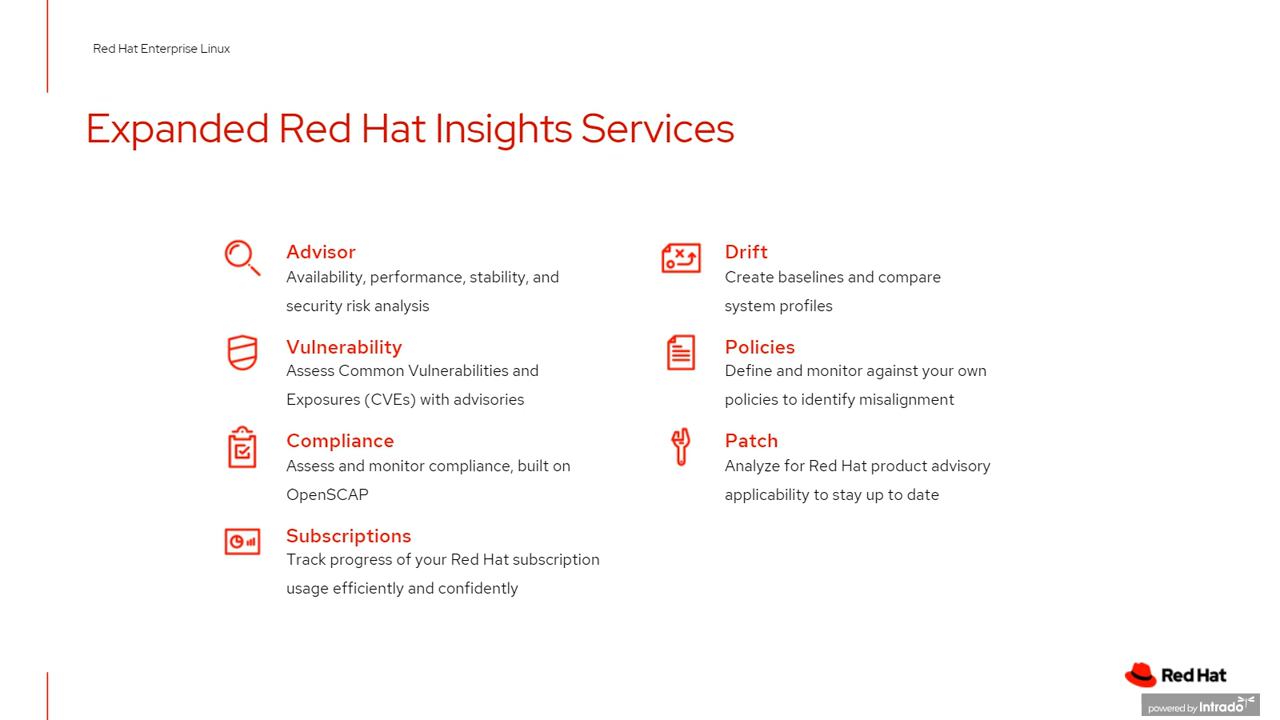 Red Hat Enterprise Linux
Expanded Red Hat Insights Services
Advisor
Availability, performance, stability, and
security risk analysis
Vulnerability
Assess Common Vulnerabilities and
Exposures (CVEs) with advisories
Compliance
Assess and monitor compliance, built on
OpenSCAP
Subscriptions
Track progress of your Red Hat subscription
usage efficiently and confidently
Drift
Create baselines and compare
system profiles
Policies
Define and monitor against your own
policies to identify misalignment
Patch
Analyze for Red Hat product advisory
applicability to stay up to date
Red Hat
powered by Intrado